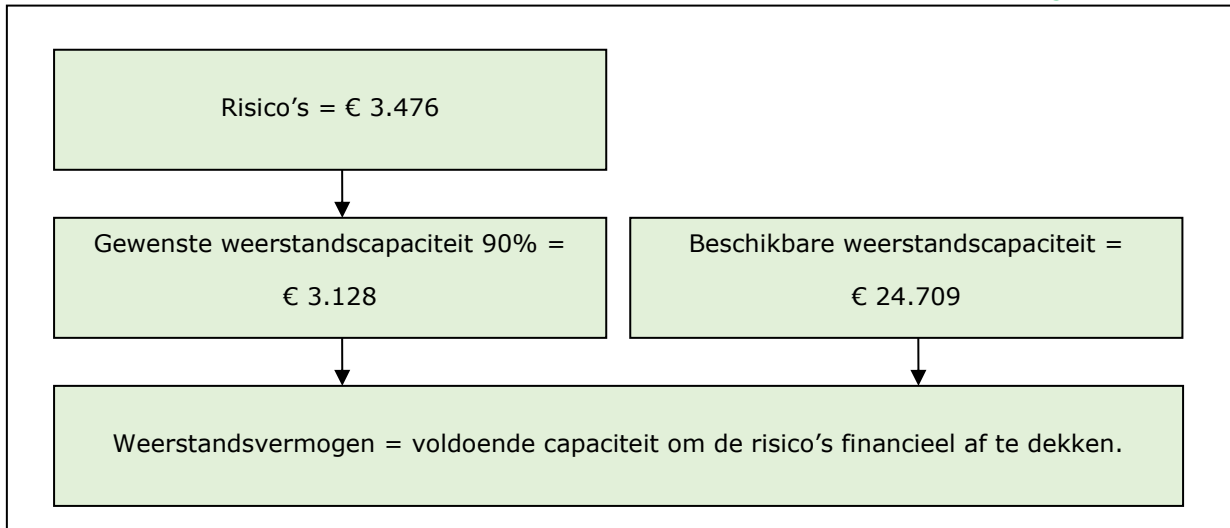 Risico’s = € 3.476
Gewenste weerstandscapaciteit 90% =
€ 3.128
Beschikbare weerstandscapaciteit =
€ 24.709
Weerstandsvermogen = voldoende capaciteit om de risico’s financieel af te dekken.